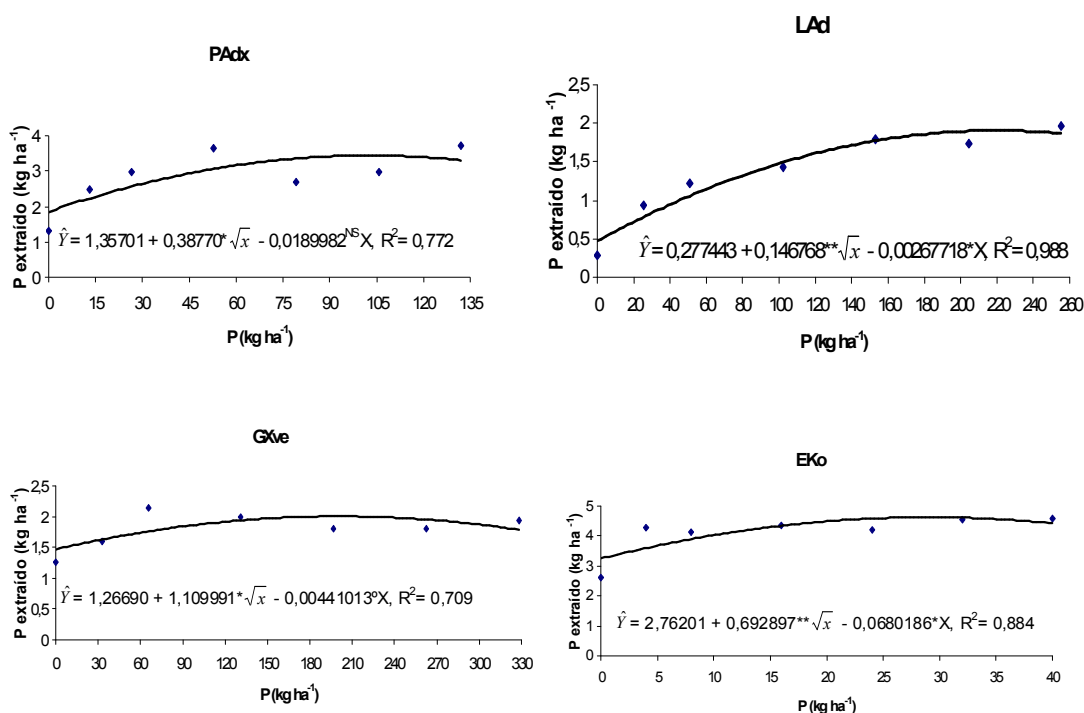 PAdx
P extraído (kg ha⁻¹)
4
3
2
1
0
Ŷ = 1,35701 + 0,38770* √x - 0,0189982ᴺˢX, R² = 0,772
0 15 30 45 60 75 90 105 120 135
P (kg ha⁻¹)
LAd
P extraído (kg ha⁻¹)
2,5
2
1,5
1
0,5
0
Ŷ = 0,277443 + 0,146768** √x - 0,00267718*X, R² = 0,988
0 20 40 60 80 100 120 140 160 180 200 220 240 260
P (kg ha⁻¹)
GXve
P extraído (kg ha⁻¹)
2,5
2
1,5
1
0,5
0
Ŷ = 1,26690 + 1,109991* √x - 0,00441013ºX, R² = 0,709
0 30 60 90 120 150 180 210 240 270 300 330
P (kg ha⁻¹)
EKo
P extraído (kg ha⁻¹)
5
4
3
2
1
0
Ŷ = 2,76201 + 0,692897** √x - 0,0680186*X, R² = 0,884
0 5 10 15 20 25 30 35 40
P (kg ha⁻¹)